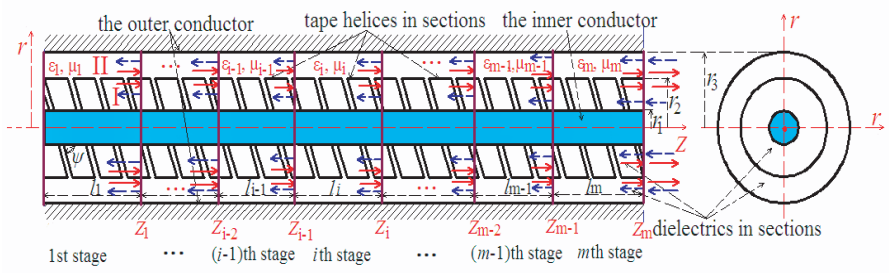 the outer conductor tape helices in sections the inner conductor
r r
ε1, μ1 II ... εi-1, μi-1 εi, μi ... εm-1, μm-1 εm, μm
I
r3
r2
r1
Z r
ψ
l1 ... li-1 li ... lm-1 lm
Z1 Zi-2 Zi-1 Zi Zm-2 Zm-1 Zm dielectrics in sections
1st stage ... (i-1)th stage ith stage ... (m-1)th stage mth stage